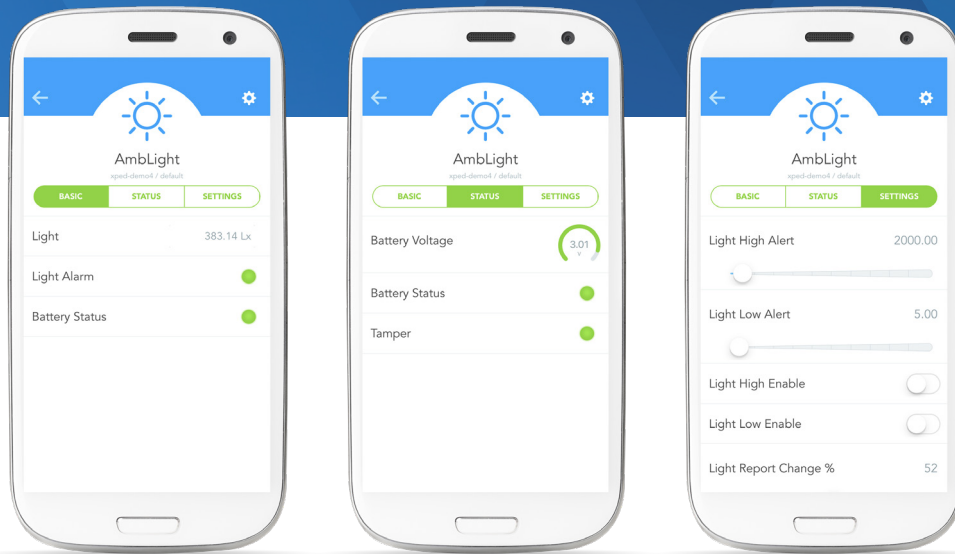 AmbLight
xped-demo4 / default
BASIC STATUS SETTINGS
Light 383.14 Lx
Light Alarm
Battery Status
AmbLight
xped-demo4 / default
BASIC STATUS SETTINGS
Battery Voltage 3.01
V
Battery Status
Tamper
AmbLight
xped-demo4 / default
BASIC STATUS SETTINGS
Light High Alert 2000.00
Light Low Alert 5.00
Light High Enable
Light Low Enable
Light Report Change % 52